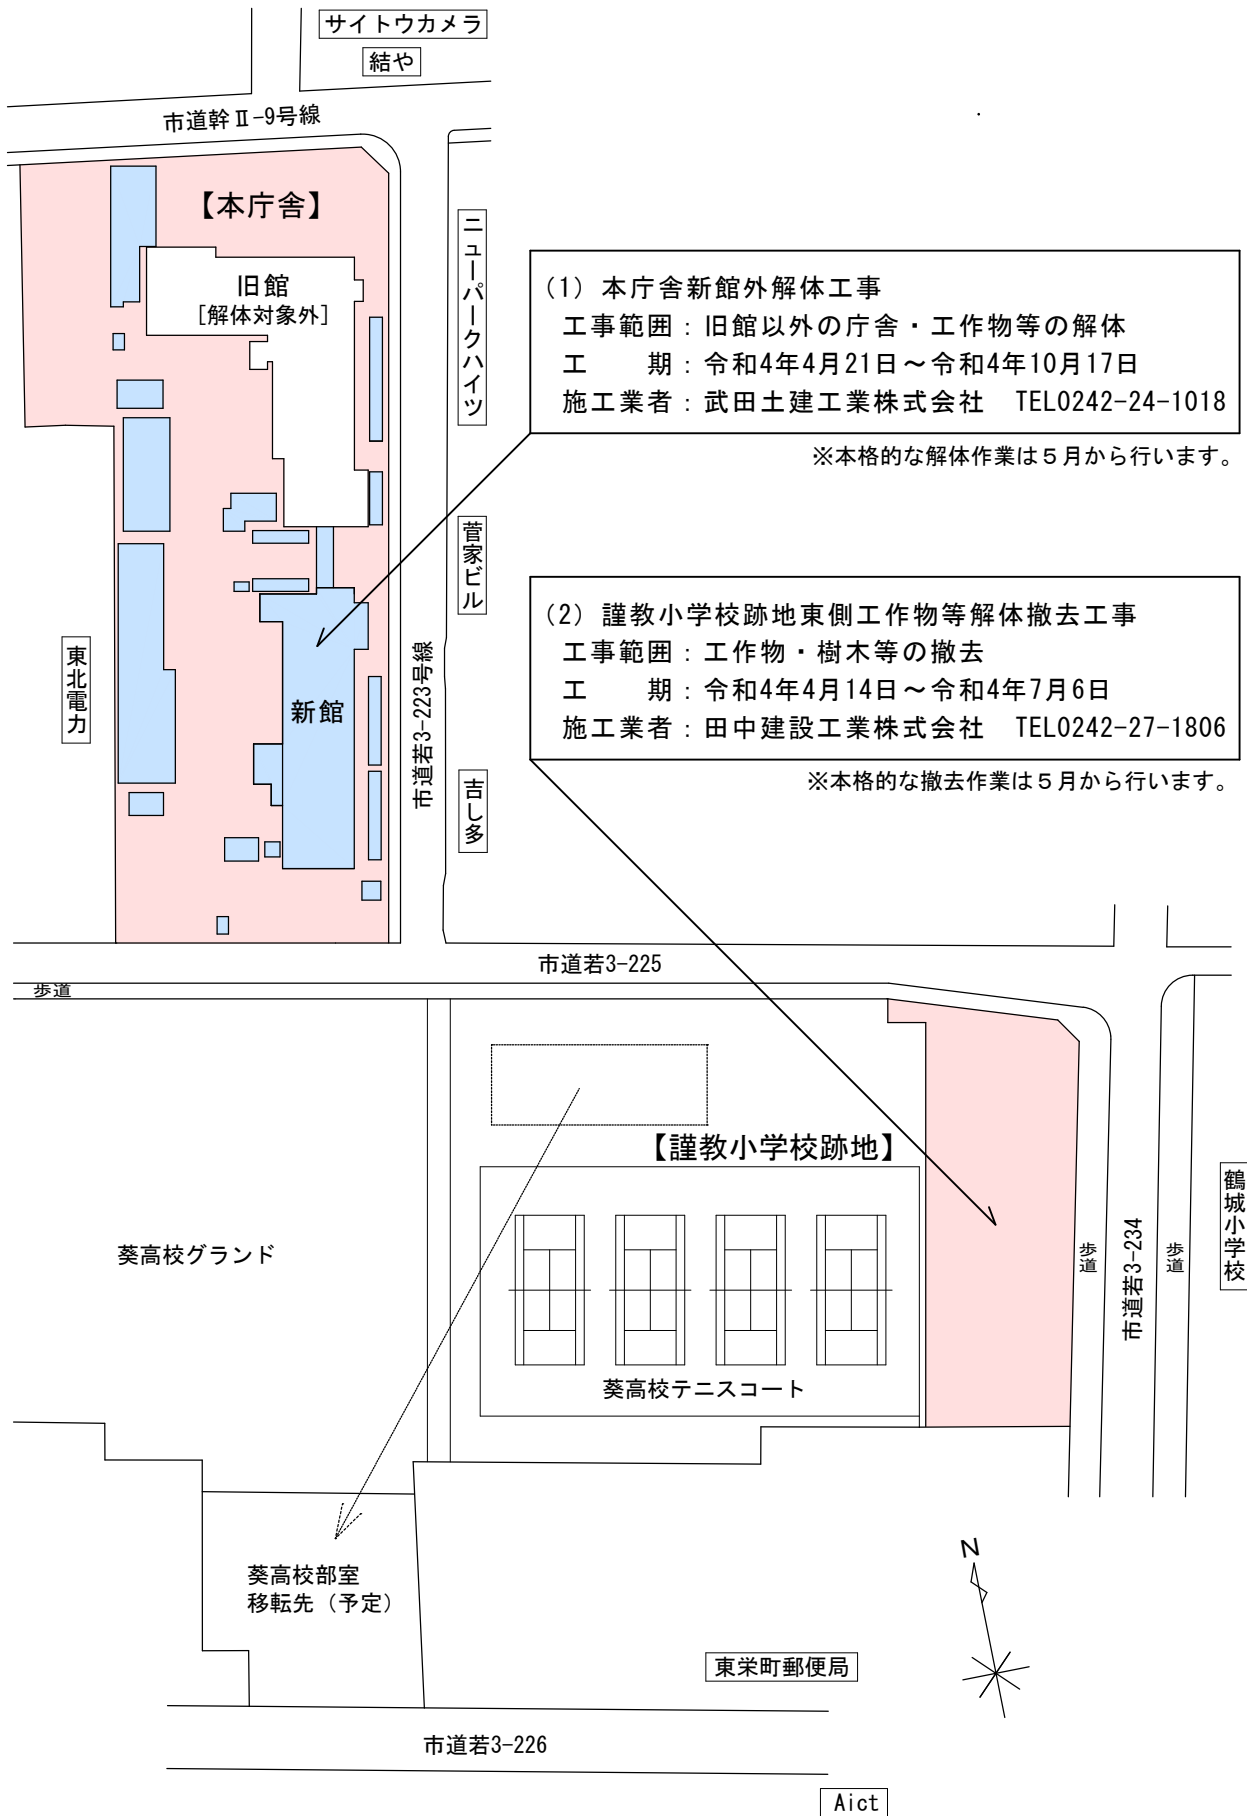 サイトウカメラ
結や
市道幹Ⅱ-9号線
【本庁舎】
旧館
[解体対象外]
ニューパークハイツ
(1) 本庁舎新館外解体工事
工事範囲：旧館以外の庁舎・工作物等の解体
工　　期：令和4年4月21日～令和4年10月17日
施工業者：武田土建工業株式会社　TEL0242-24-1018
※本格的な解体作業は５月から行います。
菅家ビル
(2) 謹教小学校跡地東側工作物等解体撤去工事
工事範囲：工作物・樹木等の撤去
工　　期：令和4年4月14日～令和4年7月6日
施工業者：田中建設工業株式会社　TEL0242-27-1806
※本格的な撤去作業は５月から行います。
東北電力
新館
市道若3-223号線
吉し多
市道若3-225
歩道
【謹教小学校跡地】
葵高校グランド
葵高校テニスコート
歩道
市道若3-234
歩道
鶴城小学校
葵高校部室
移転先（予定）
N
東栄町郵便局
市道若3-226
Aict